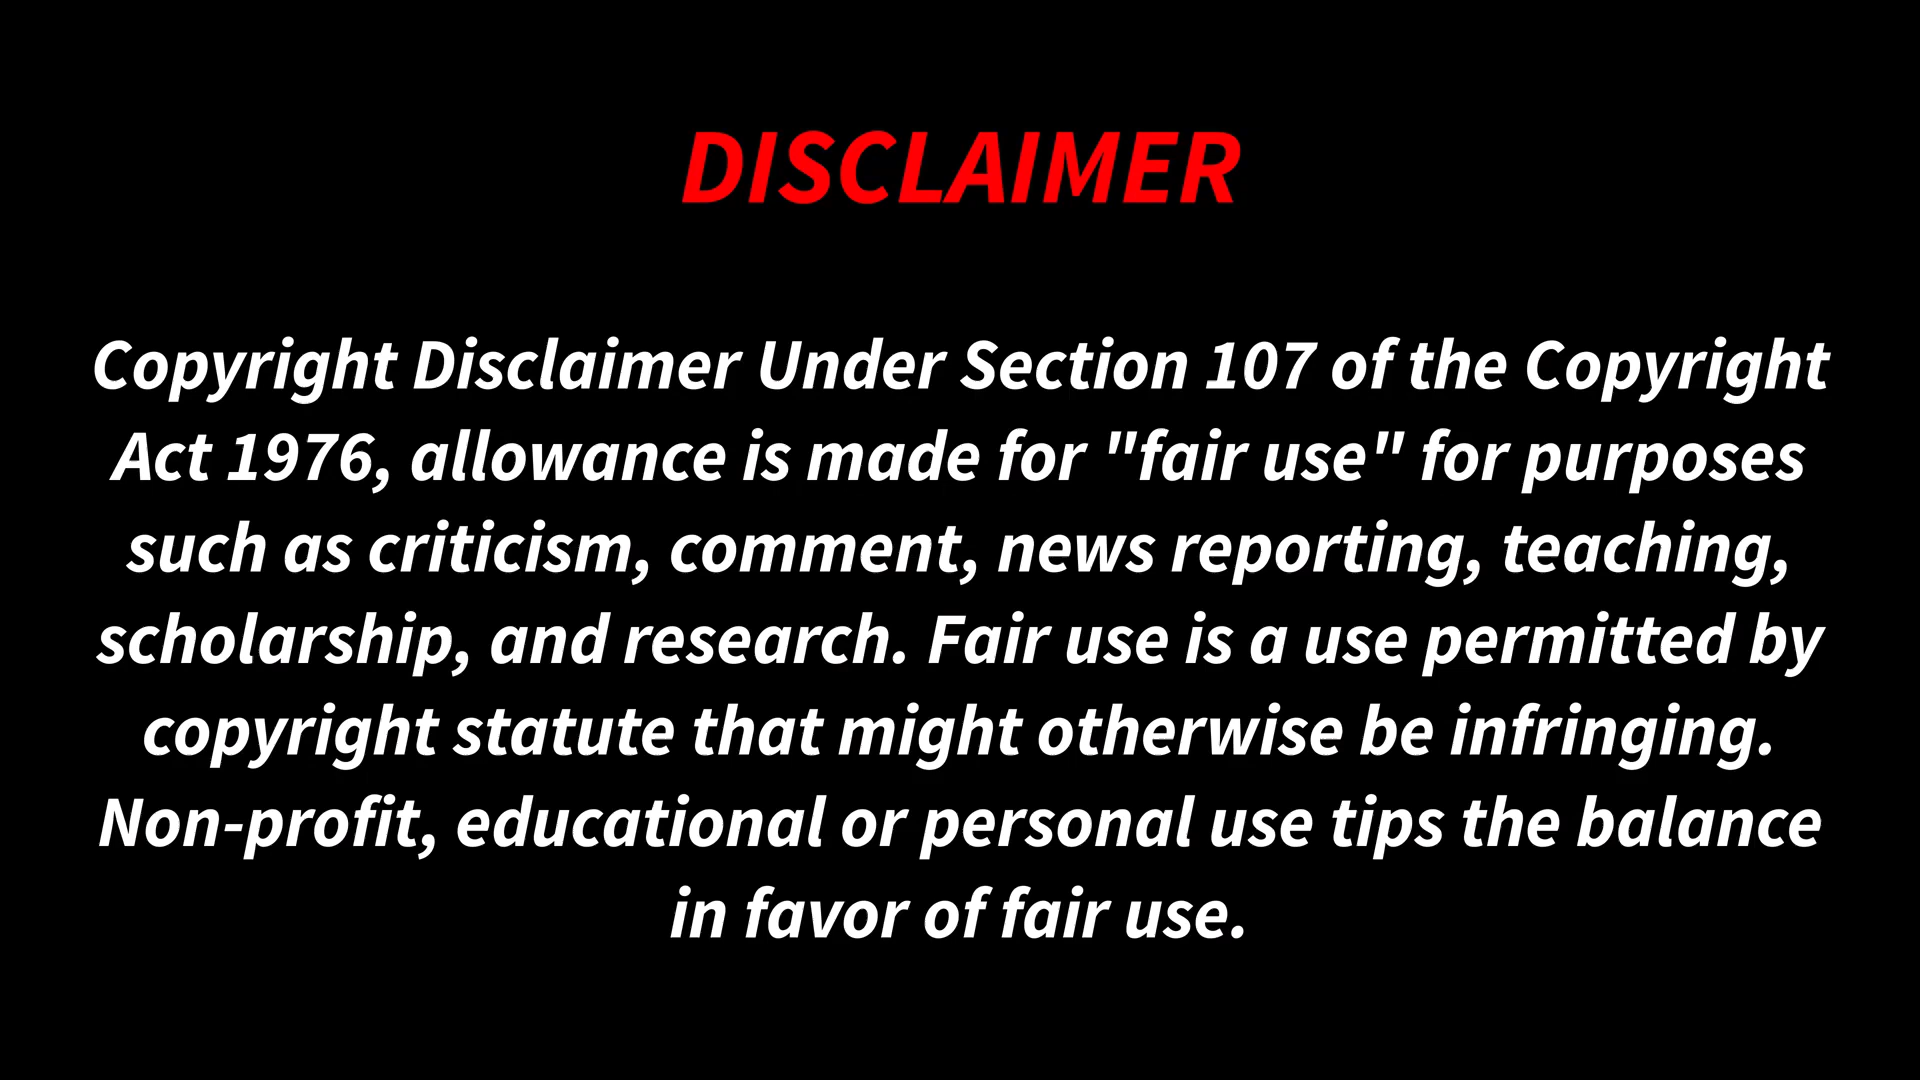 DISCLAIMER
Copyright Disclaimer Under Section 107 of the Copyright
Act 1976, allowance is made for "fair use" for purposes
such as criticism, comment, news reporting, teaching,
scholarship, and research. Fair use is a use permitted by
copyright statute that might otherwise be infringing.
Non-profit, educational or personal use tips the balance
in favor of fair use.